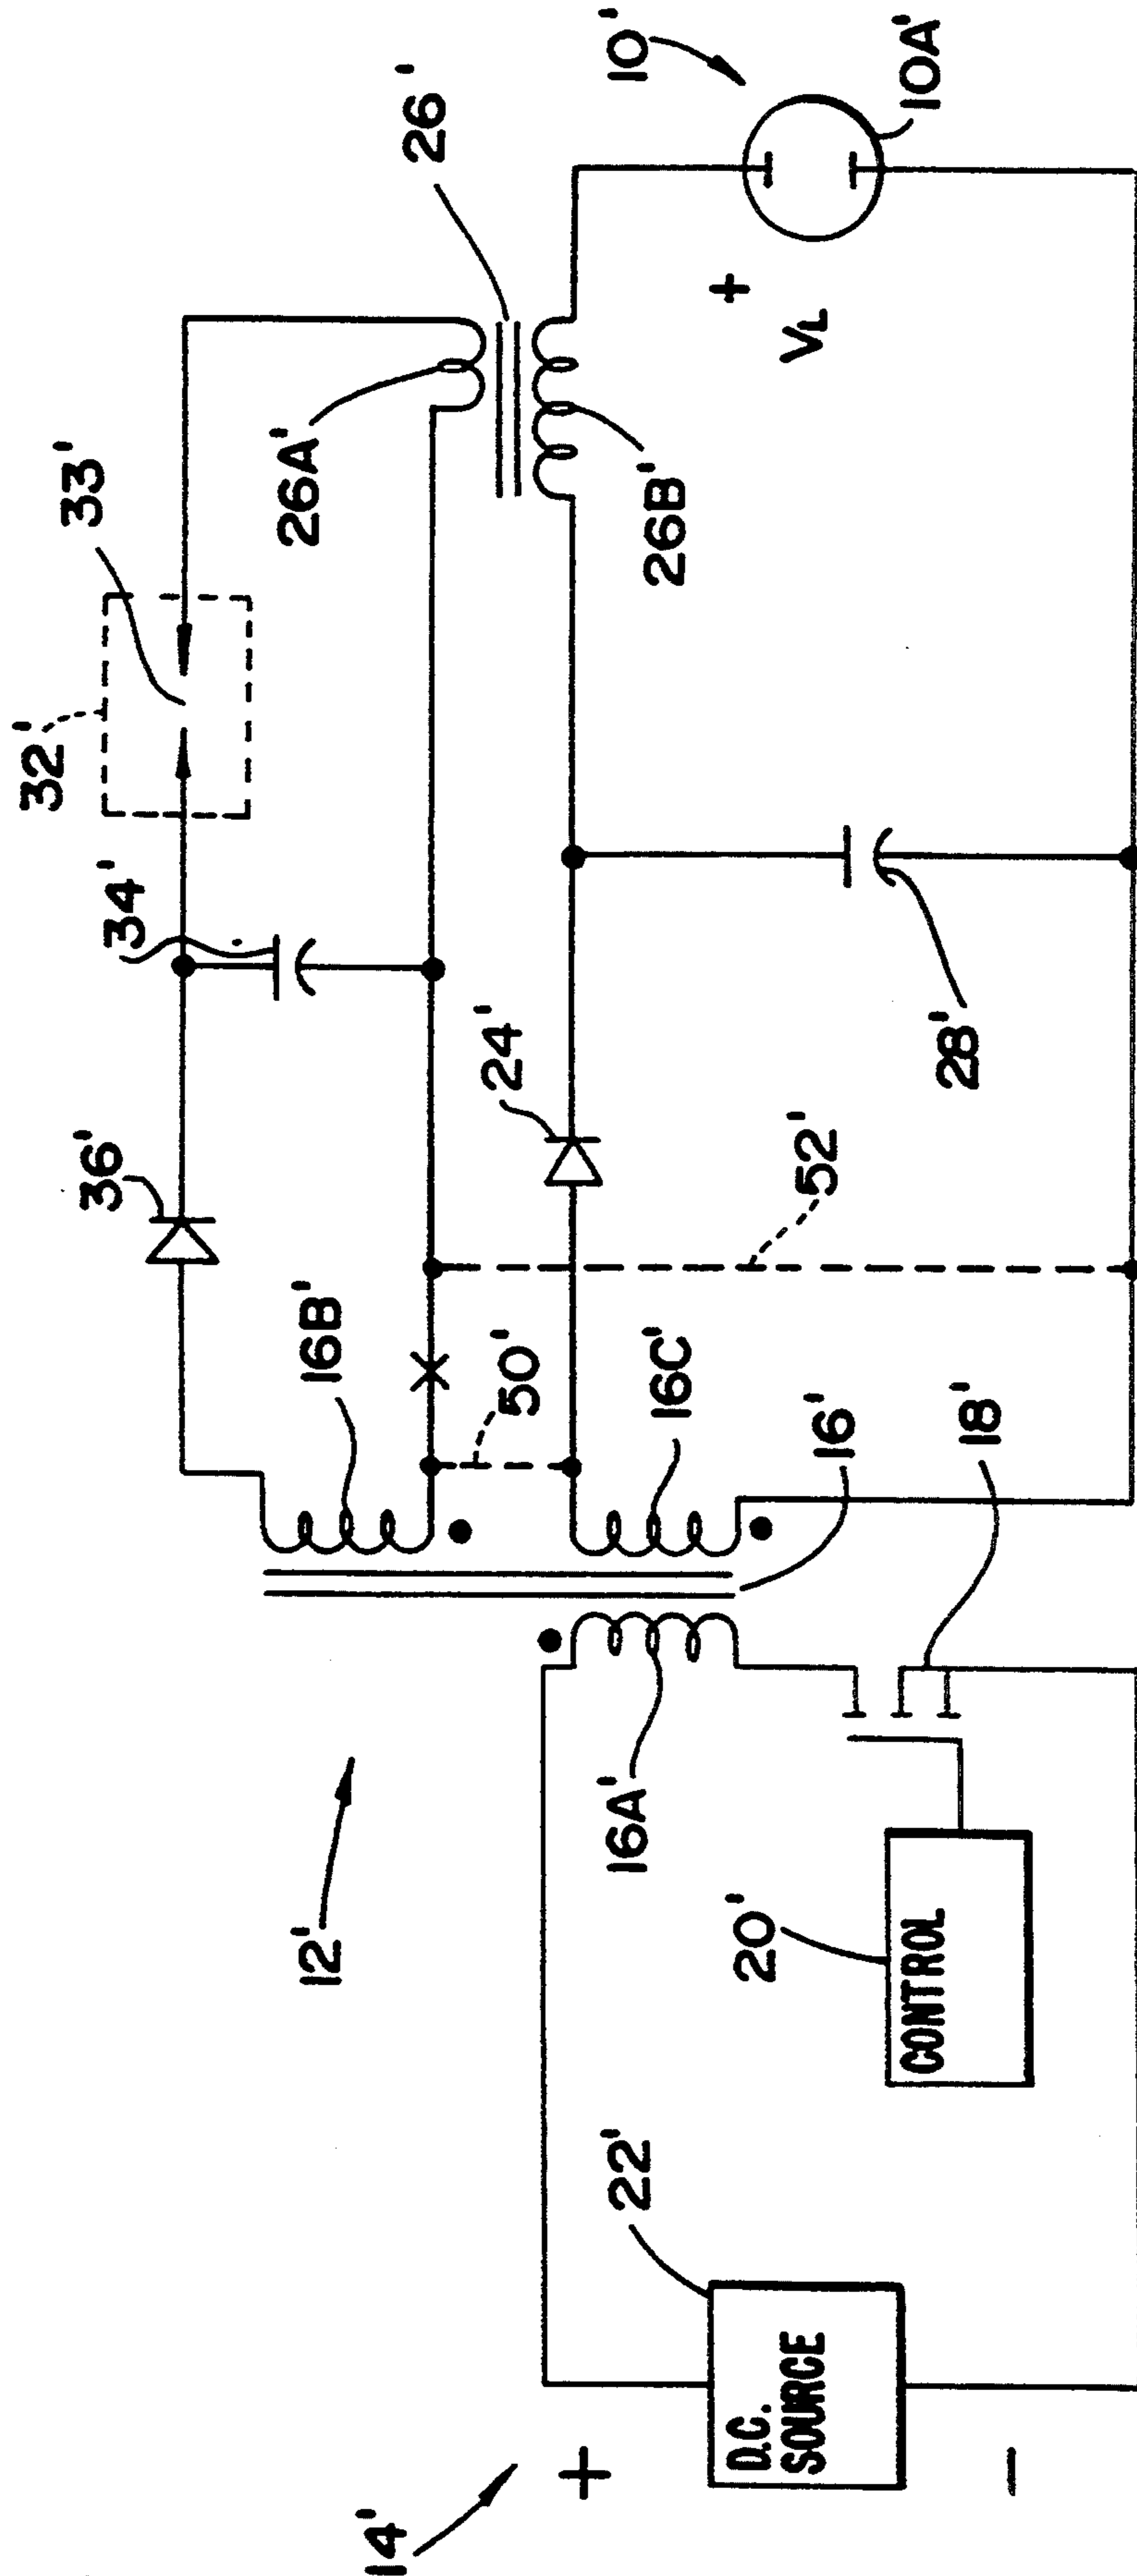 10'
10A'
26'
+
VL
26A'
26B'
33'
32'
34'
28'
24'
36'
52'
16B'
50'
16C'
16'
18'
12'
16A'
20'
CONTROL
22'
D.C.
SOURCE
14'
+
−